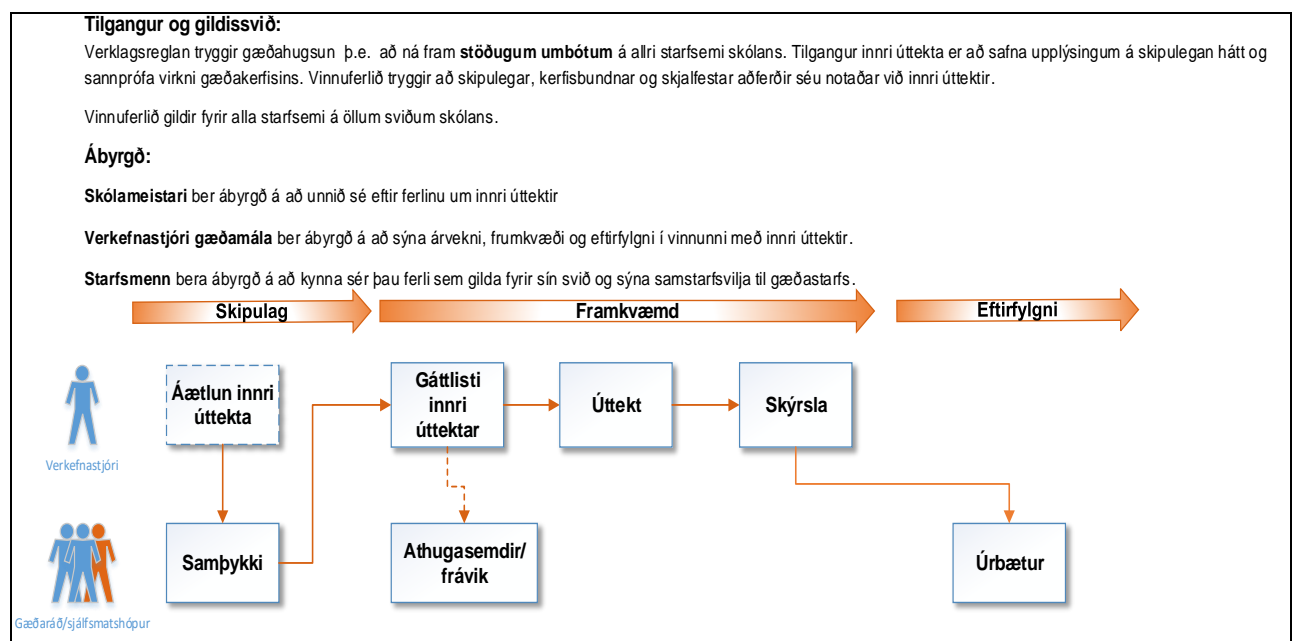 Tilgangur og gildissvið:
Verklagsreglan tryggir gæðahugsun þ.e. að ná fram stöðugum umbótum á allri starfsemi skólans. Tilgangur innri úttekta er að safna upplýsingum á skipulegan hátt og
sannprófa virkni gæðakerfisins. Vinnuferlið tryggir að skipulegar, kerfisbundnar og skjalfestar aðferðir séu notaðar við innri úttektir.
Vinnuferlið gildir fyrir alla starfsemi á öllum sviðum skólans.
Ábyrgð:
Skólameistari ber ábyrgð á að unnið sé eftir ferlinu um innri úttektir
Verkefnastjóri gæðamála ber ábyrgð á að sýna árvekni, frumkvæði og eftirfylgni í vinnunni með innri úttektir.
Starfsmenn bera ábyrgð á að kynna sér þau ferli sem gilda fyrir sín svið og sýna samstarfsvilja til gæðastarfs.
Skipulag
Framkvæmd
Eftirfylgni
Verkefnastjóri
Áætlun innri
úttekta
Gáttlisti
innri
úttektar
Úttekt
Skýrsla
Gæðaráð/sjálfsmatshópur
Samþykki
Athugasemdir/
frávik
Úrbætur